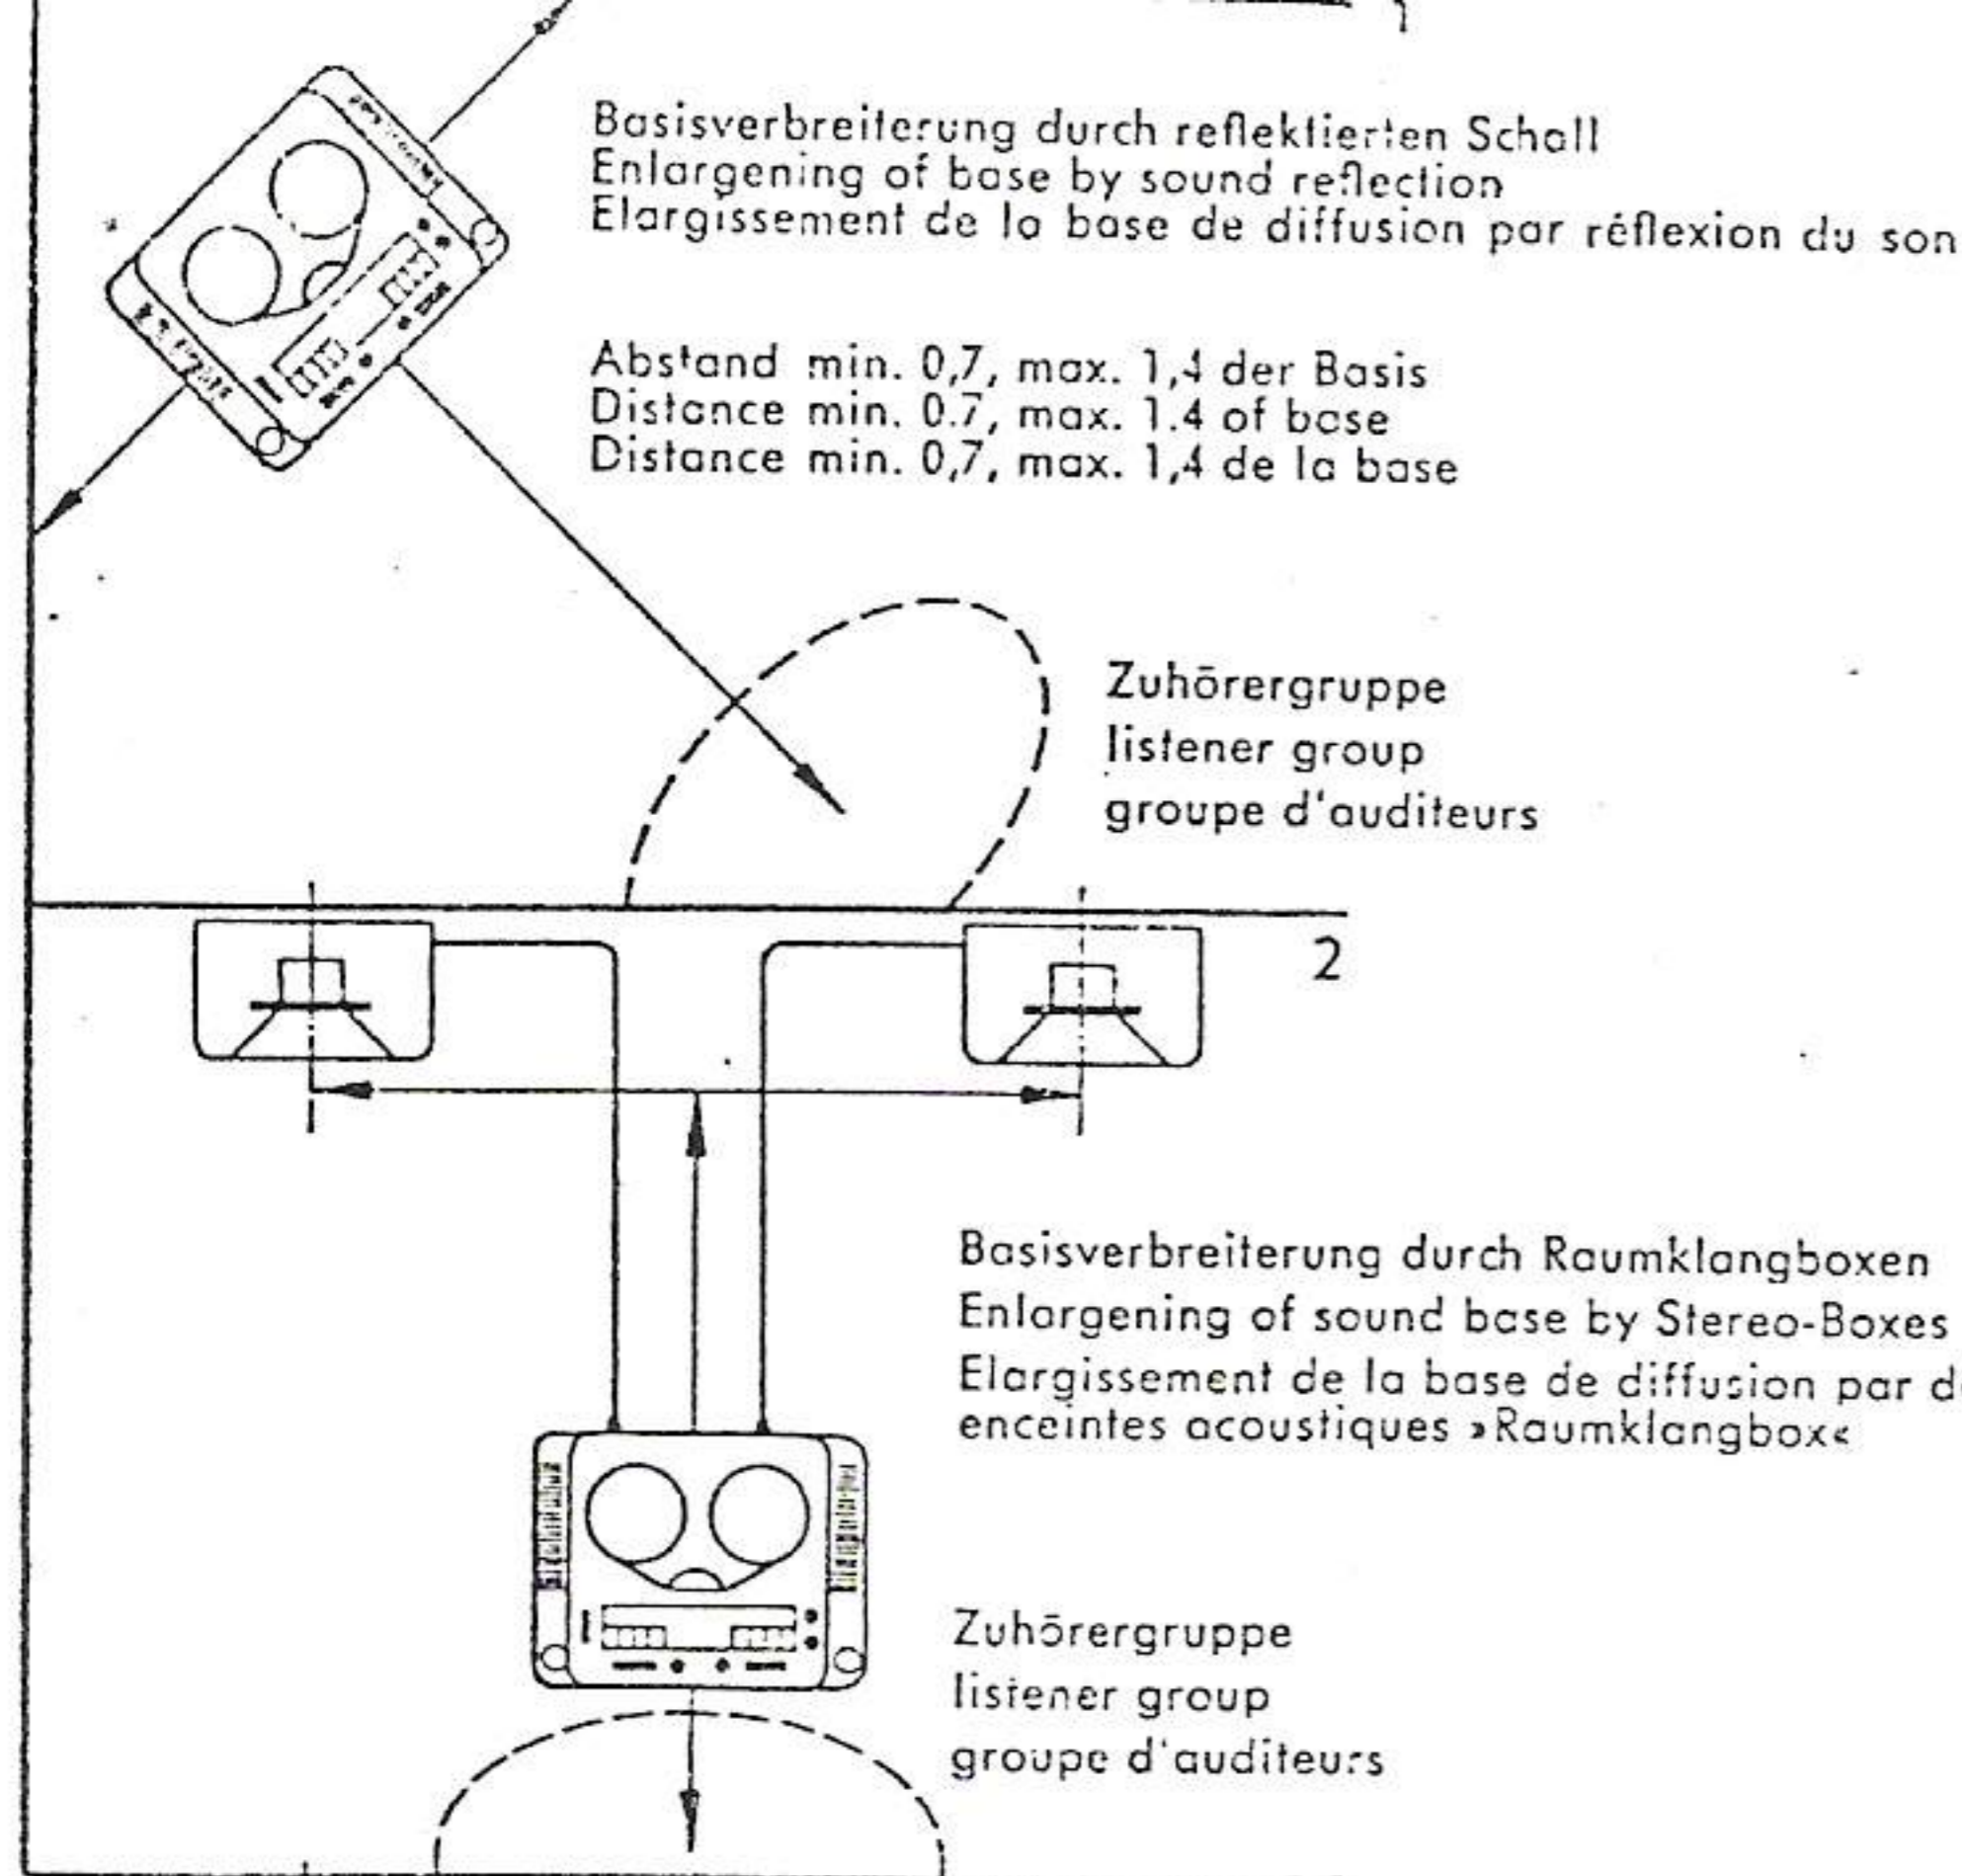 Basisverbreiterung durch reflektierten Schall
Enlargening of base by sound reflection
Elargissement de la base de diffusion par réflexion du son
Abstand min. 0,7, max. 1,4 der Basis
Distance min. 0.7, max. 1.4 of base
Distance min. 0,7, max. 1,4 de la base
Zuhörergruppe
listener group
groupe d'auditeurs
2
Basisverbreiterung durch Raumklangboxen
Enlargening of sound base by Stereo-Boxes
Elargissement de la base de diffusion par
enceintes acoustiques »Raumklangbox«
Zuhörergruppe
listener group
groupe d'auditeurs